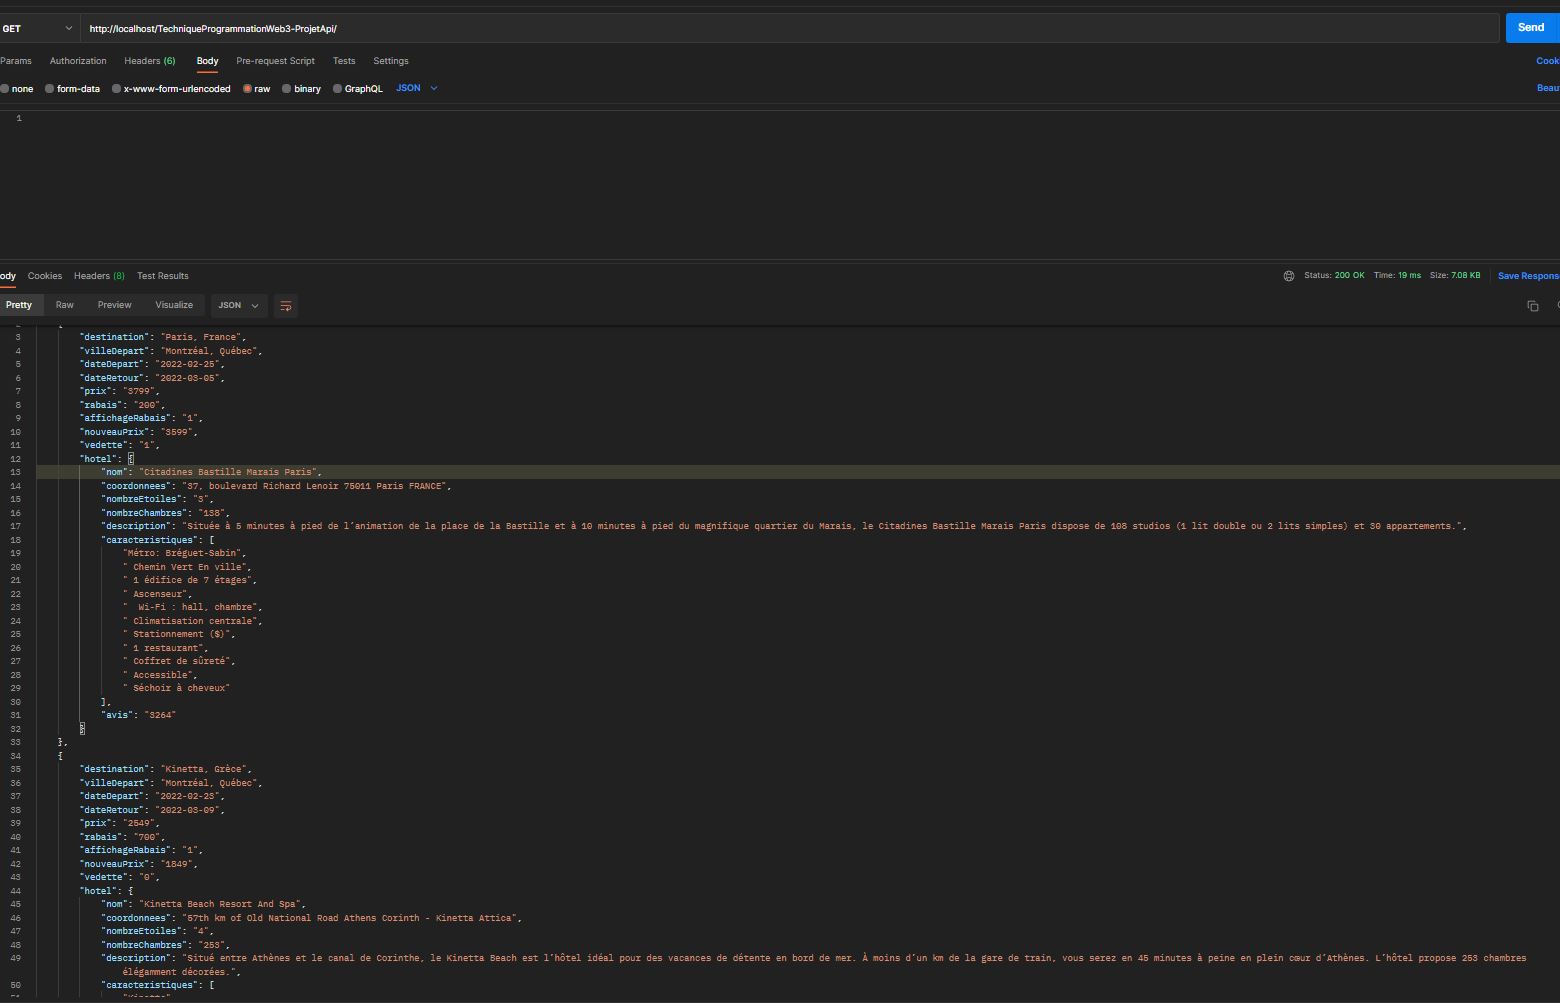 GET http://localhost/TechniqueProgrammationWeb3-ProjetApi/ Send
Params Authorization Headers (6) Body Pre-request Script Tests Settings
none form-data x-www-form-urlencoded raw binary GraphQL JSON
1
Cookies Headers (8) Test Results Status: 200 OK Time: 19 ms Size: 7.08 KB
Pretty Raw Preview Visualize JSON
3 "destination": "Paris, France",
4 "villeDepart": "Montréal, Québec",
5 "dateDepart": "2022-02-25",
6 "dateRetour": "2022-03-05",
7 "prix": "3799",
8 "rabais": "200",
9 "affichageRabais": "1",
10 "nouveauPrix": "3599",
11 "vedette": "1",
12 "hotel": {
13 "nom": "Citadines Bastille Marais Paris",
14 "coordonnees": "37, boulevard Richard Lenoir 75011 Paris FRANCE",
15 "nombreEtoiles": "3",
16 "nombreChambres": "138",
17 "description": "Située à 5 minutes à pied de l'animation de la place de la Bastille et à 10 minutes à pied du magnifique quartier du Marais, le Citadines Bastille Marais Paris dispose de 108 studios (1 lit double ou 2 lits simples) et 30 appartements.",
18 "caracteristiques": [
19 "Métro: Bréguet-Sabin",
20 " Chemin Vert En ville",
21 " 1 édifice de 7 étages",
22 " Ascenseur",
23 "  Wi-Fi : hall, chambre",
24 " Climatisation centrale",
25 " Stationnement ($)",
26 " 1 restaurant",
27 " Coffret de sûreté",
28 " Accessible",
29 " Séchoir à cheveux"
30 ],
31 "avis": "3264"
32 }
33 },
34 {
35 "destination": "Kinetta, Grèce",
36 "villeDepart": "Montréal, Québec",
37 "dateDepart": "2022-02-23",
38 "dateRetour": "2022-03-09",
39 "prix": "2549",
40 "rabais": "700",
41 "affichageRabais": "1",
42 "nouveauPrix": "1849",
43 "vedette": "0",
44 "hotel": {
45 "nom": "Kinetta Beach Resort And Spa",
46 "coordonnees": "57th km of Old National Road Athens Corinth - Kinetta Attica",
47 "nombreEtoiles": "4",
48 "nombreChambres": "253",
49 "description": "Situé entre Athènes et le canal de Corinthe, le Kinetta Beach est l'hôtel idéal pour des vacances de détente en bord de mer. À moins d'un km de la gare de train, vous serez en 45 minutes à peine en plein cœur d'Athènes. L'hôtel propose 253 chambres
élégamment décorées.",
50 "caracteristiques": [